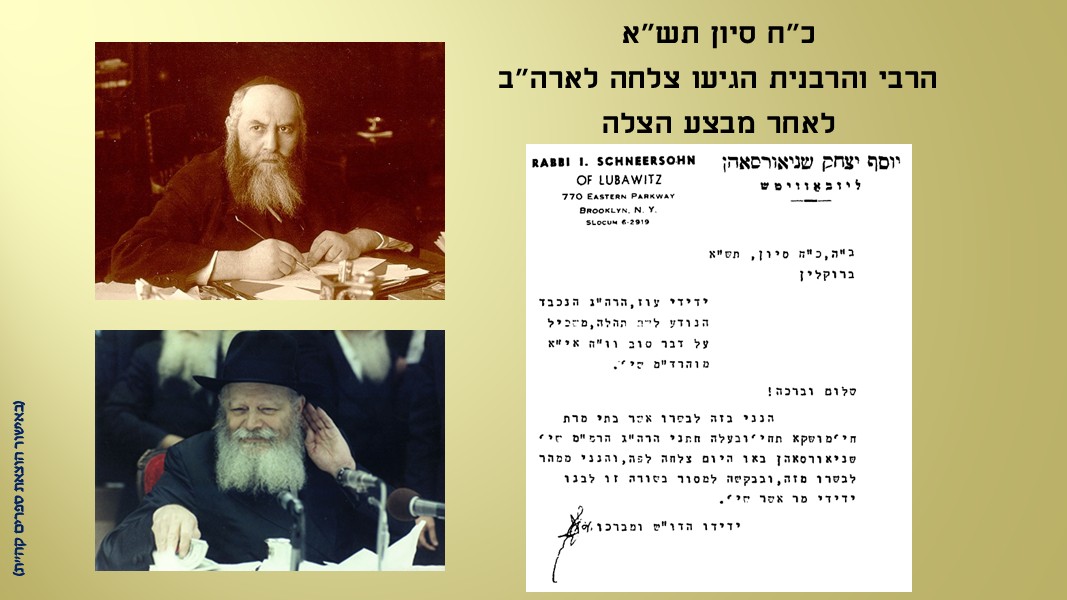 כ"ח סיון תש"א
הרבי והרבנית הגיעו צלחה לארה"ב
לאחר מבצע הצלה
RABBI I. SCHNEERSOHN
OF LUBAWITZ
770 EASTERN PARKWAY
BROOKLYN, N. Y.
SLOCUM 6-2919
יוסף יצחק שניאורסאהן
ליובאוויטש
ב"ה,כ"ח סיון, תש"א
ברוקלין
ידידי עוז,הרה"ג הנכבד
הנודע לשם תהלה,משכיל
על דבר טוב וו"ח אי"א
מוהרד"מ שי'.
שלום וברכה!
הנני בזה לבשרו אשר בתי מרת
חי'מושקא תחי'ובעלה חתני הרה"ג הרמ"מ שי'
שניאורסאהן באו היום צלחה לפה,והנני ממהר
לבשרו מזה,ובבקשה למסור בשורה זו לבנו
ידידי מר אשר שי'.
ידידו הדו"ש ומברכו.
(באישור הוצאת ספרים קה"ת)